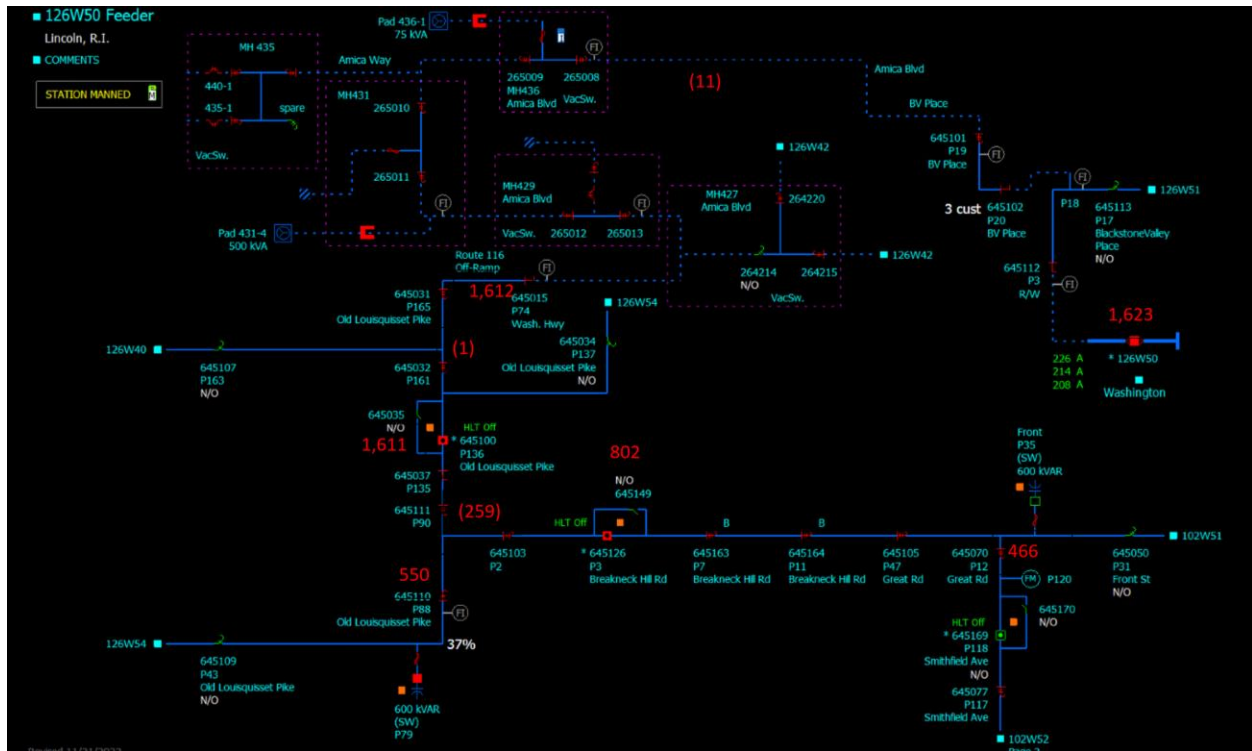 126W50 Feeder
Lincoln, R.I.
COMMENTS
STATION MANNED
M
MH 435
440-1
435-1
spare
VacSw.
Amica Way
Pad 436-1
75 kVA
FI
265009
265008
MH436
Amica Blvd
VacSw.
(11)
Amica Blvd
BV Place
MH431
265010
265011
Pad 431-4
500 kVA
FI
MH429
Amica Blvd
FI
VacSw.
265012
265013
126W42
MH427
Amica Blvd
264220
264214
N/O
264215
VacSw.
126W42
645101
P19
BV Place
FI
3 cust
645102
P20
BV Place
FI
P18
645113
P17
BlackstoneValley
Place
N/O
126W51
645112
P3
R/W
FI
1,623
226 A
214 A
208 A
* 126W50
Washington
Route 116
Off-Ramp
FI
645031
P165
Old Louisquisset Pike
1,612
645015
P74
Wash. Hwy
126W54
645034
P137
Old Louisquisset Pike
N/O
126W40
645107
P163
N/O
(1)
645032
P161
645035
N/O
HLT Off
* 645100
P136
Old Louisquisset Pike
1,611
645037
P135
645111
P90
(259)
802
N/O
645149
HLT Off
645103
P2
* 645126
P3
Breakneck Hill Rd
B
645163
P7
Breakneck Hill Rd
B
645164
P11
Breakneck Hill Rd
645105
P47
Great Rd
645070
P12
Great Rd
466
Front
P35
(SW)
600 kVAR
645050
P31
Front St
N/O
102W51
FM
P120
645170
N/O
HLT Off
* 645169
P118
Smithfield Ave
N/O
645077
P117
Smithfield Ave
102W52
550
645110
P88
Old Louisquisset Pike
FI
126W54
645109
P43
Old Louisquisset Pike
N/O
37%
600 kVAR
(SW)
P79